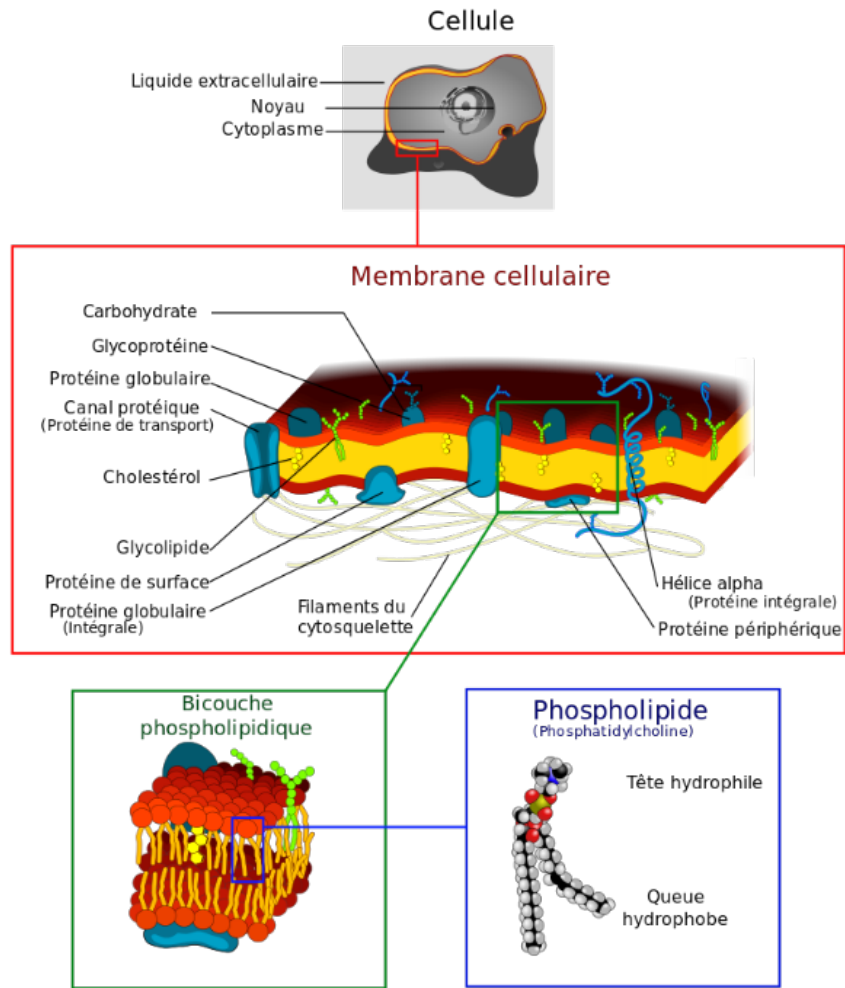 Cellule
Liquide extracellulaire
Noyau
Cytoplasme
Membrane cellulaire
Carbohydrate
Glycoprotéine
Protéine globulaire
Canal protéique
(Protéine de transport)
Cholestérol
Glycolipide
Protéine de surface
Protéine globulaire
(Intégrale)
Filaments du
cytosquelette
Hélice alpha
(Protéine intégrale)
Protéine périphérique
Bicouche
phospholipidique
Phospholipide
(Phosphatidylcholine)
Tête hydrophile
Queue
hydrophobe